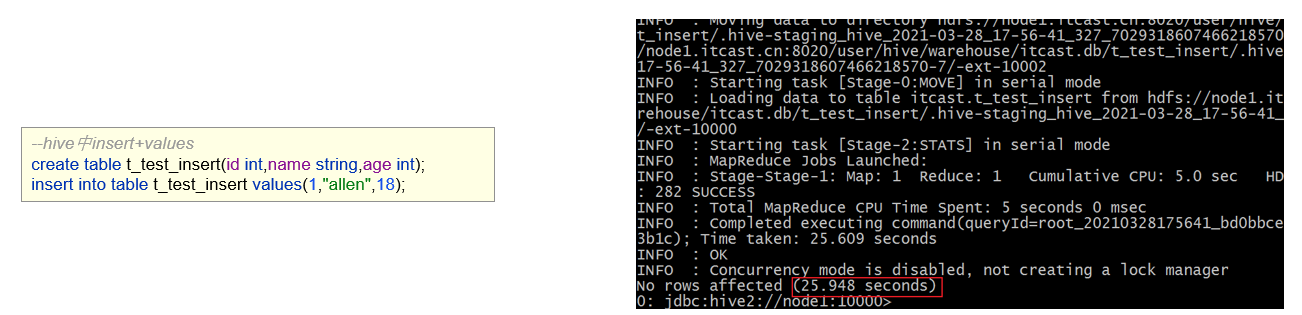 --hive中insert+values
create table t_test_insert(id int,name string,age int);
insert into table t_test_insert values(1,"allen",18);
INFO  : Moving data to directory hdfs://node1.itcast.cn:8020/user/hive/
t_insert/.hive-staging_hive_2021-03-28_17-56-41_327_7029318607466218570
/node1.itcast.cn:8020/user/hive/warehouse/itcast.db/t_test_insert/.hive
17-56-41_327_7029318607466218570-7/-ext-10002
INFO  : Starting task [Stage-0:MOVE] in serial mode
INFO  : Loading data to table itcast.t_test_insert from hdfs://node1.it
rehouse/itcast.db/t_test_insert/.hive-staging_hive_2021-03-28_17-56-41_
/-ext-10000
INFO  : Starting task [Stage-2:STATS] in serial mode
INFO  : MapReduce Jobs Launched:
INFO  : Stage-Stage-1: Map: 1  Reduce: 1   Cumulative CPU: 5.0 sec   HD
: 282 SUCCESS
INFO  : Total MapReduce CPU Time Spent: 5 seconds 0 msec
INFO  : Completed executing command(queryId=root_20210328175641_bd0bbce
3b1c); Time taken: 25.609 seconds
INFO  : OK
INFO  : Concurrency mode is disabled, not creating a lock manager
No rows affected (25.948 seconds)
0: jdbc:hive2://node1:10000>